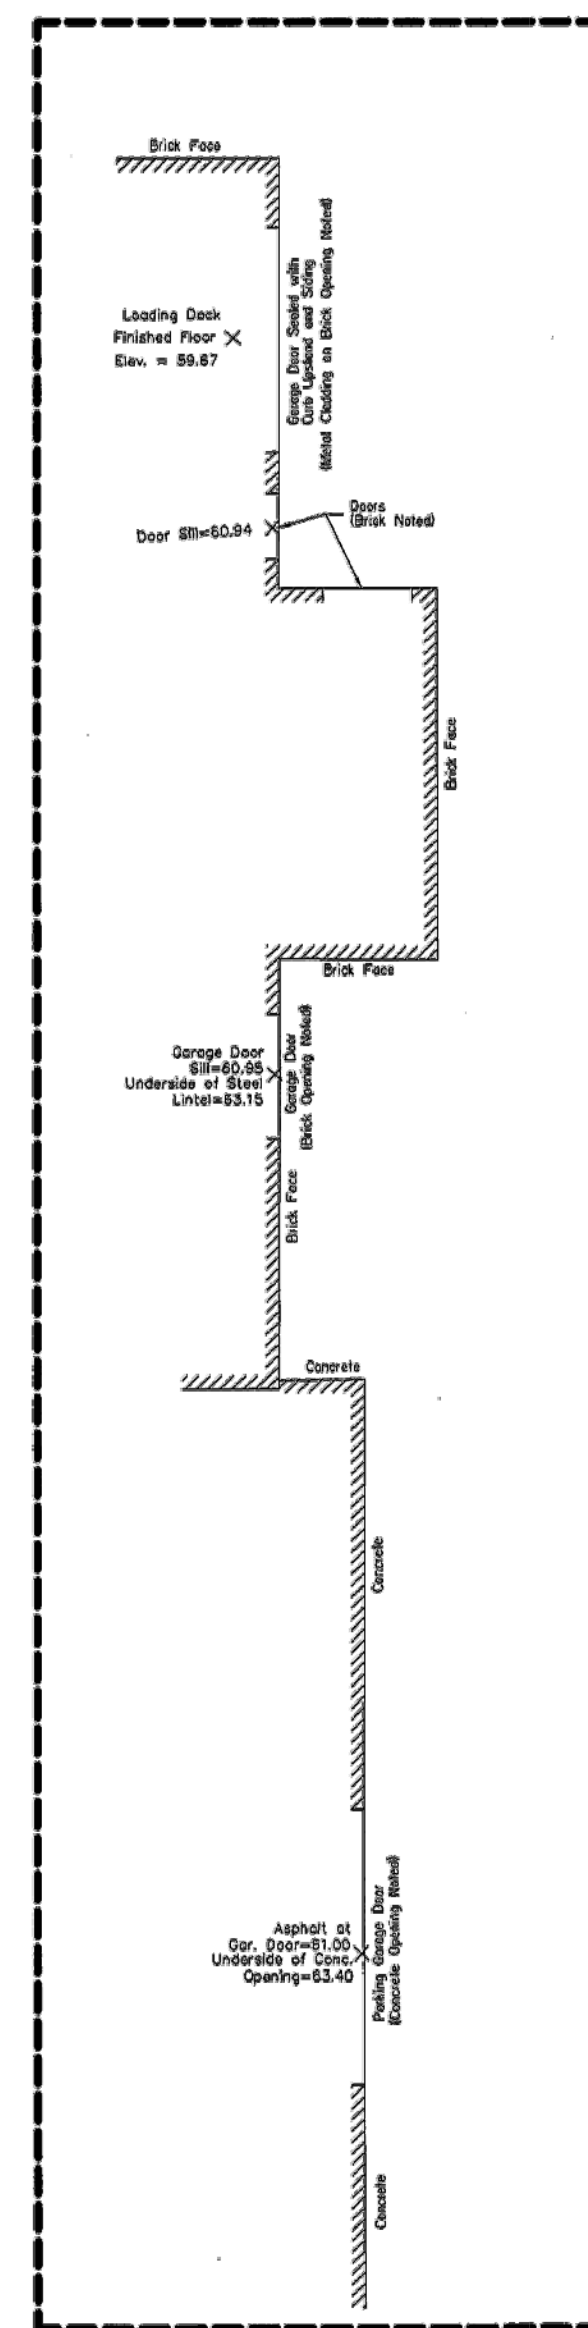 Brick Face
Garage Door Sealed with
Curb Upstand and Siding
(Metal Cladding on Brick Opening Noted)
Loading Dock
Finished Floor
Elev. = 59.67
Doors
(Brick Noted)
Door Sill=60.94
Brick Face
Brick Face
Garage Door
Sill=60.95
Underside of Steel
Lintel=63.15
Garage Door
(Brick Opening Noted)
Brick Face
Concrete
Concrete
Asphalt at
Gar. Door=61.00
Underside of Conc.
Opening=63.40
Parking Garage Door
(Concrete Opening Noted)
Concrete